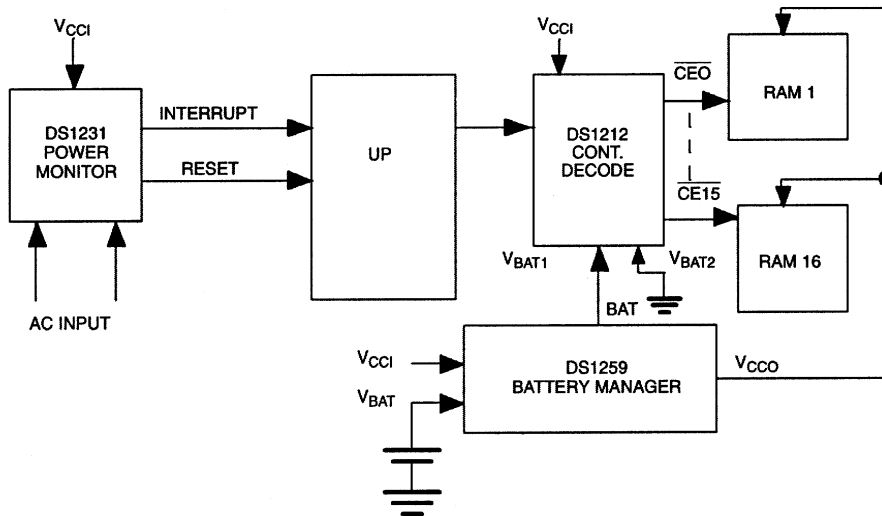 VCCI
DS1231
POWER
MONITOR
INTERRUPT
RESET
AC INPUT
UP
VCCI
DS1212
CONT.
DECODE
CEO
CE15
RAM 1
RAM 16
VBAT1
VBAT2
BAT
VCCI
VBAT
DS1259
BATTERY MANAGER
VCCO